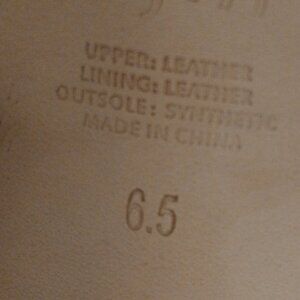 UPPER: LEATHER
LINING: LEATHER
OUTSOLE: SYNTHETIC
MADE IN CHINA
6.5